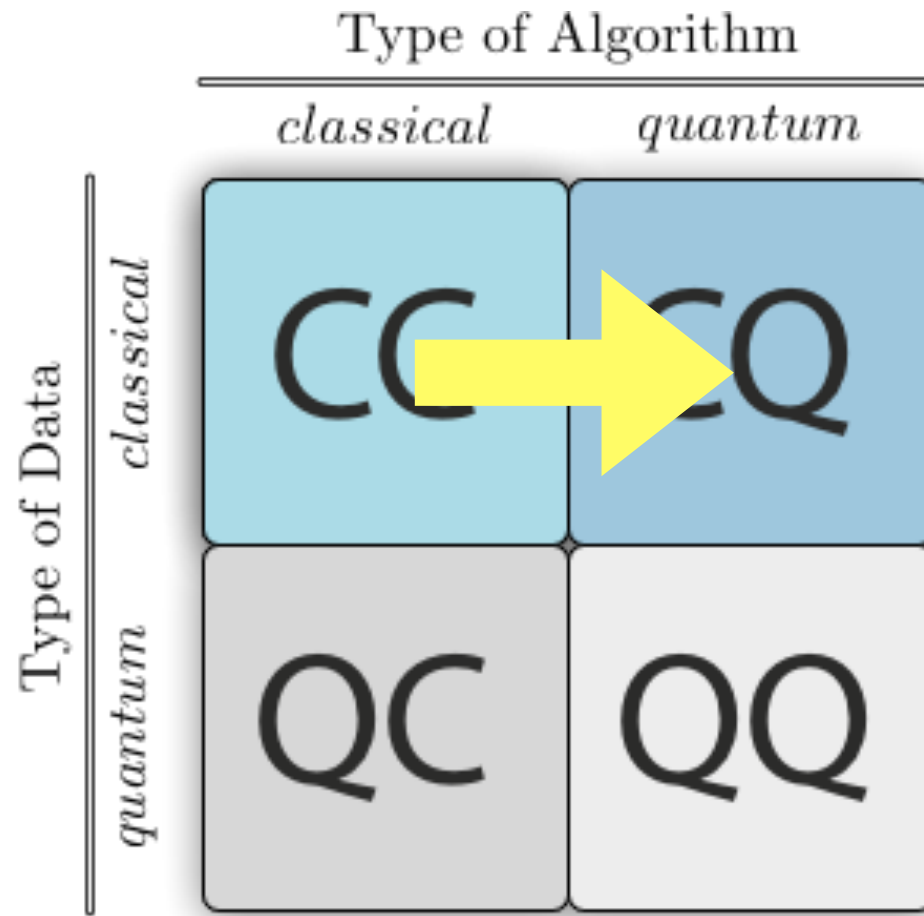 Type of Algorithm
classical quantum
Type of Data
classical
CC CQ
quantum
QC QQ